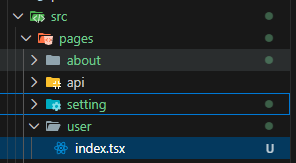 src
pages
about
api
setting
user
index.tsx U